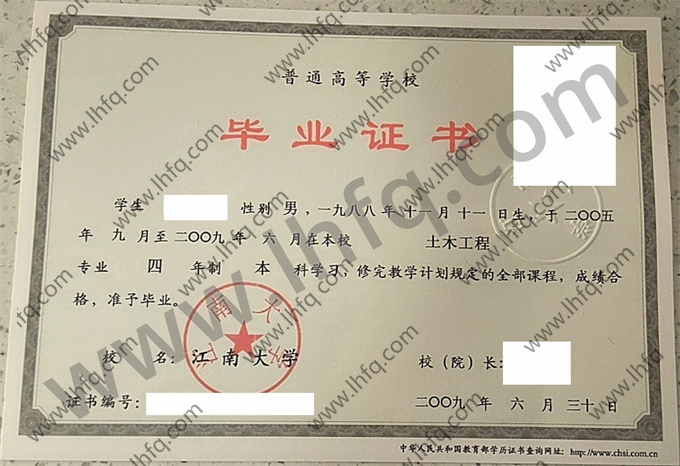 普通高等学校
毕业证书
学生 性别 男，一九八八年十一月十一日生，于二〇〇五
年 九 月至二〇〇九年 六 月在本校 土木工程
专业 四 年制 本 科学习，修完教学计划规定的全部课程，成绩合
格，准予毕业。
校 名：江南大学 校（院）长：
证书编号： 二〇〇九 年 六 月 三十日
中华人民共和国教育部学历证书查询网址：http://www.chsi.com.cn
江南大学
www.lhfq.com